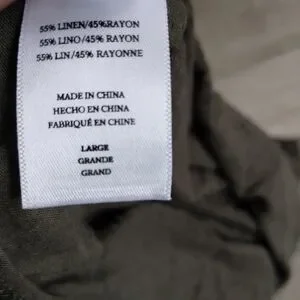 55% LINEN/45%RAYON
55% LINO/45% RAYON
55% LIN/45% RAYONNE
MADE IN CHINA
HECHO EN CHINA
FABRIQUÉ EN CHINE
LARGE
GRANDE
GRAND